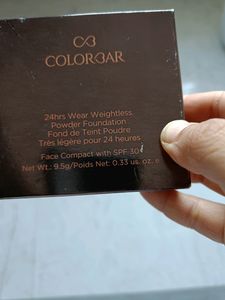 COLORBAR
24hrs Wear Weightless
Powder Foundation
Fond de Teint Poudre
Très légère pour 24 heures
Face Compact with SPF 30
Net Wt.: 9.5g/Poids Net: 0.33 us. oz. e